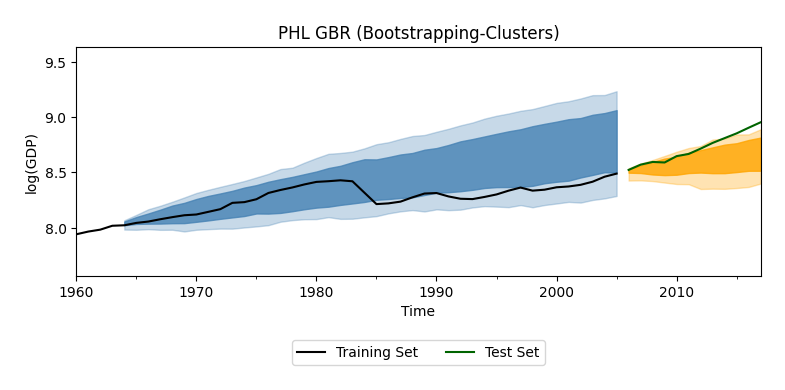 PHL GBR (Bootstrapping-Clusters)
log(GDP)
9.5
9.0
8.5
8.0
1960 1970 1980 1990 2000 2010
Time
Training Set Test Set